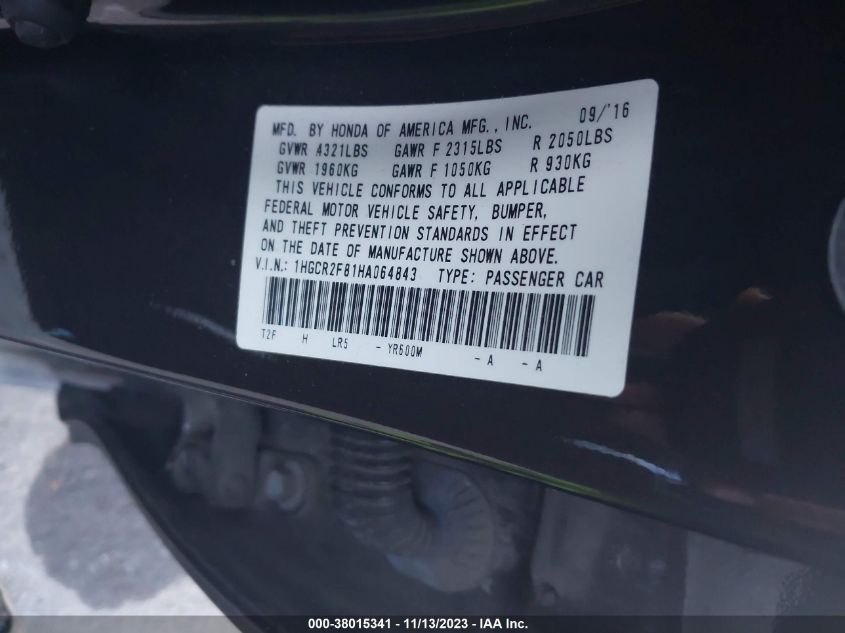 09/'16
MFD. BY HONDA OF AMERICA MFG., INC.
GVWR 4321LBS GAWR F 2315LBS R 2050LBS
GVWR 1960KG GAWR F 1050KG R 930KG
THIS VEHICLE CONFORMS TO ALL APPLICABLE
FEDERAL MOTOR VEHICLE SAFETY, BUMPER,
AND THEFT PREVENTION STANDARDS IN EFFECT
ON THE DATE OF MANUFACTURE SHOWN ABOVE.
V.I.N.: 1HGCR2F81HA064843 TYPE: PASSENGER CAR
T2F H LR5 - YR600M - A - A
000-38015341 - 11/13/2023 - IAA Inc.